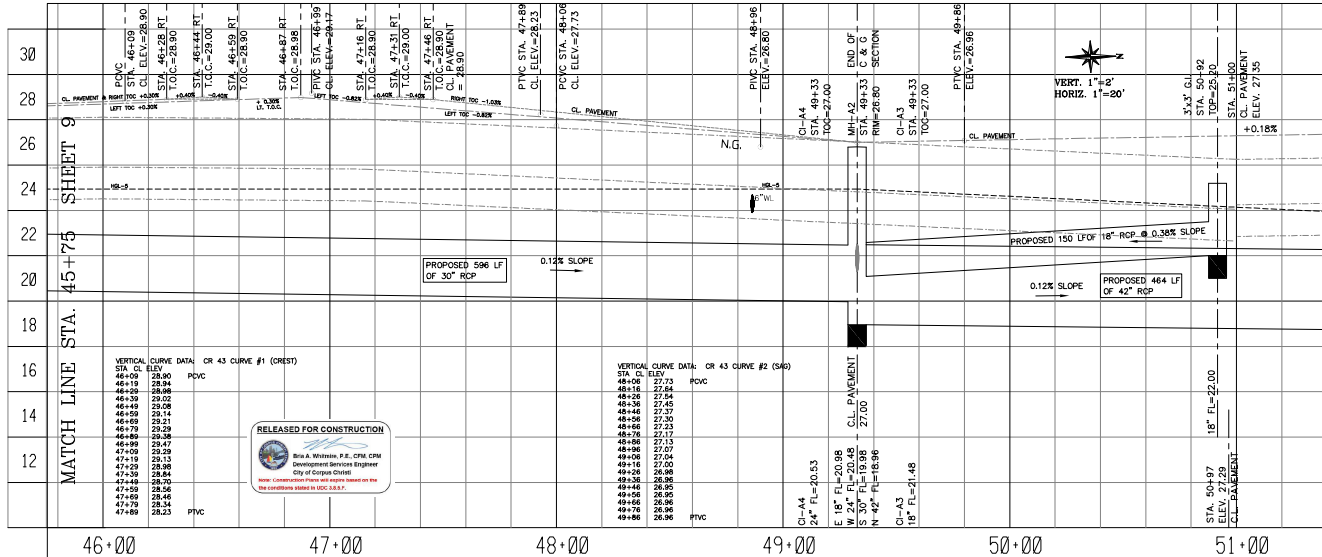 30
28
26
24
22
20
18
16
14
12
MATCH LINE STA. 45+75 SHEET 9
PCVC
STA. 46+09
CL. ELEV.=28.90
STA. 46+28 RT
T.O.C.=28.90
STA. 46+44 RT
T.O.C.=29.00
STA. 46+59 RT
T.O.C.=28.90
STA. 46+87 RT
T.O.C.=28.98
PIVC STA. 46+99
CL ELEV.=29.17
STA. 47+16 RT
T.O.C.=28.90
STA. 47+31 RT
T.O.C.=29.00
STA. 47+46 RT
T.O.C.=28.90
CL. PAVEMENT
= 28.90
PTVC STA. 47+89
CL. ELEV.=28.23
PCVC STA. 48+06
CL. ELEV.=27.73
PIVC STA. 48+96
ELEV.=26.80
CI-A4
STA. 49+33
TOC=27.00
MH-A2 END OF
STA. 49+33 C & G
RIM=26.80 SECTION
CI-A3
STA. 49+33
TOC=27.00
PTVC STA. 49+86
ELEV.=26.96
VERT. 1"=2'
HORIZ. 1"=20'
3'x3' G.I.
STA. 50-92
TOP=25.20
STA. 51+00
CL. PAVEMENT
ELEV. 27.35
+0.18%
CL. PAVEMENT
RIGHT TOC +0.30%
+0.40%
-0.40%
LEFT TOC +0.30%
+ 0.30%
LT. T.O.C.
LEFT TOC -0.82%
+0.40%
-0.40%
RIGHT TOC -1.03%
LEFT TOC -0.82%
CL. PAVEMENT
N.G.
CL. PAVEMENT
HGL-5
HGL-5
6"WL
PROPOSED 150 LFOF 18" RCP @ 0.38% SLOPE
PROPOSED 596 LF
OF 30" RCP
0.12% SLOPE
0.12% SLOPE
PROPOSED 464 LF
OF 42" RCP
VERTICAL CURVE DATA: CR 43 CURVE #1 (CREST)
STA CL ELEV
46+09 28.90 PCVC
46+19 28.94
46+29 28.98
46+39 29.02
46+49 29.08
46+59 29.14
46+69 29.21
46+79 29.29
46+89 29.38
46+99 29.47
47+09 29.29
47+19 29.13
47+29 28.98
47+39 28.84
47+49 28.70
47+59 28.56
47+69 28.46
47+79 28.34
47+89 28.23 PTVC
RELEASED FOR CONSTRUCTION
Bria A. Whitmire, P.E., CFM, CPM
Development Services Engineer
City of Corpus Christi
Note: Construction Plans will expire based on the
the conditions stated in UDC 3.8.5.F.
VERTICAL CURVE DATA: CR 43 CURVE #2 (SAG)
STA CL ELEV
48+06 27.73 PCVC
48+16 27.64
48+26 27.54
48+36 27.45
48+46 27.37
48+56 27.30
48+66 27.23
48+76 27.17
48+86 27.13
48+96 27.07
49+06 27.04
49+16 27.00
49+26 26.98
49+36 26.96
49+46 26.95
49+56 26.95
49+66 26.96
49+76 26.96
49+86 26.96 PTVC
C.L. PAVEMENT
27.00
CI-A4
24" FL=20.53
E 18" FL=20.98
W 24" FL=20.48
S 30" FL=19.98
N-42" FL=18.96
CI-A3
18" FL=21.48
18" FL=22.00
STA. 50+97
ELEV. 27.29
C.L. PAVEMENT
46+00
47+00
48+00
49+00
50+00
51+00